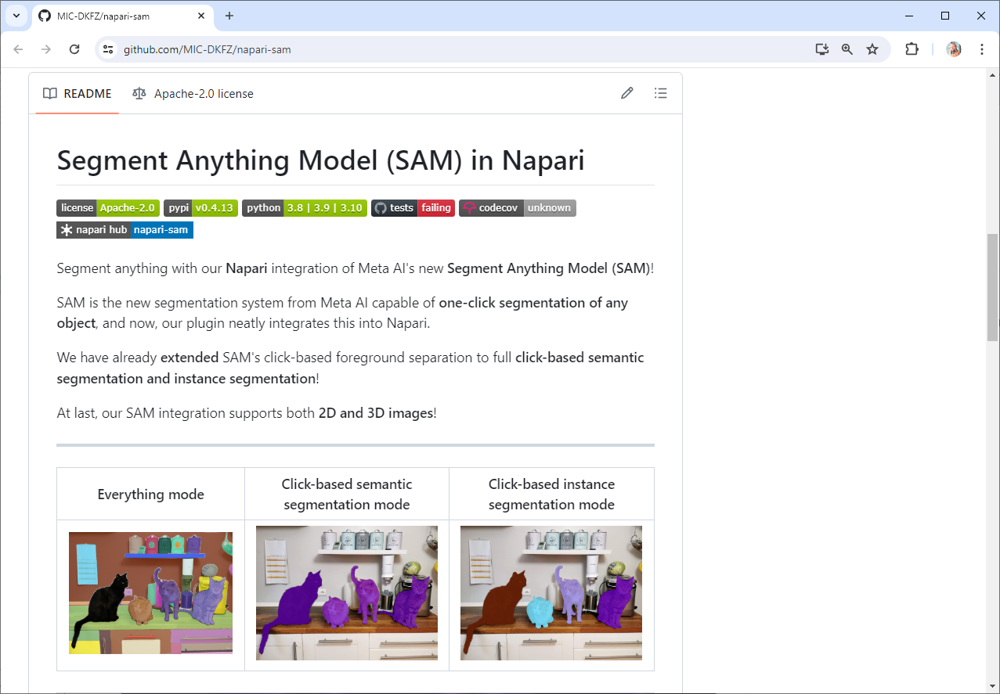 MIC-DKFZ/napari-sam
github.com/MIC-DKFZ/napari-sam
README Apache-2.0 license
Segment Anything Model (SAM) in Napari
license Apache-2.0 pypi v0.4.13 python 3.8 | 3.9 | 3.10 tests failing codecov unknown
napari hub napari-sam
Segment anything with our Napari integration of Meta AI's new Segment Anything Model (SAM)!
SAM is the new segmentation system from Meta AI capable of one-click segmentation of any
object, and now, our plugin neatly integrates this into Napari.
We have already extended SAM's click-based foreground separation to full click-based semantic
segmentation and instance segmentation!
At last, our SAM integration supports both 2D and 3D images!
Everything mode
Click-based semantic
segmentation mode
Click-based instance
segmentation mode